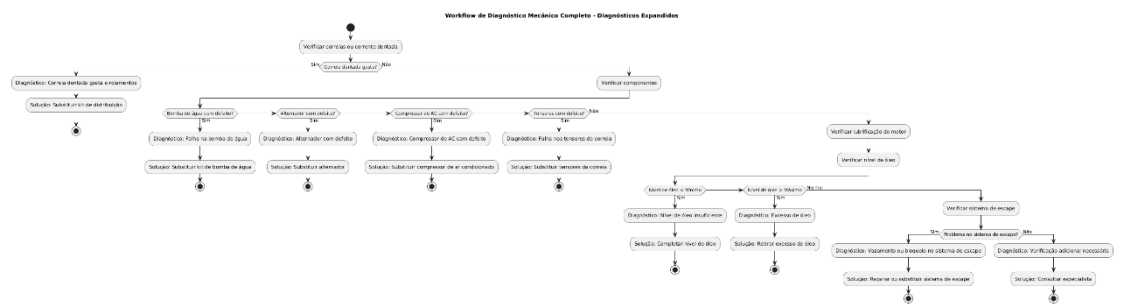 Workflow de Diagnóstico Mecânico Completo - Diagnósticos Expandidos
Verificar correias ou corrente dentada
Sim
Correia dentada gasta?
Não
Diagnóstico: Correia dentada gasta e rolamentos
Solução: Substituir kit de distribuição
Verificar componentes
Bomba de água com defeito?
Sim
Diagnóstico: Falha na bomba de água
Solução: Substituir kit de bomba de água
Alternador com defeito?
Sim
Diagnóstico: Alternador com defeito
Solução: Substituir alternador
Compressor de AC com defeito?
Sim
Diagnóstico: Compressor de AC com defeito
Solução: Substituir compressor de ar condicionado
Tensores com defeito?
Não
Sim
Diagnóstico: Falha nos tensores da correia
Solução: Substituir tensores da correia
Verificar lubrificação do motor
Verificar nível de óleo
Nível de óleo < Mínimo
Sim
Diagnóstico: Nível de óleo insuficiente
Solução: Completar nível de óleo
Nível de óleo > Máximo
Sim
Diagnóstico: Excesso de óleo
Solução: Retirar excesso de óleo
Verificar sistema de escape
Sim
Problema no sistema de escape?
Não
Diagnóstico: Vazamento ou bloqueio no sistema de escape
Solução: Reparar ou substituir sistema de escape
Diagnóstico: Verificação adicional necessária
Solução: Consultar especialista